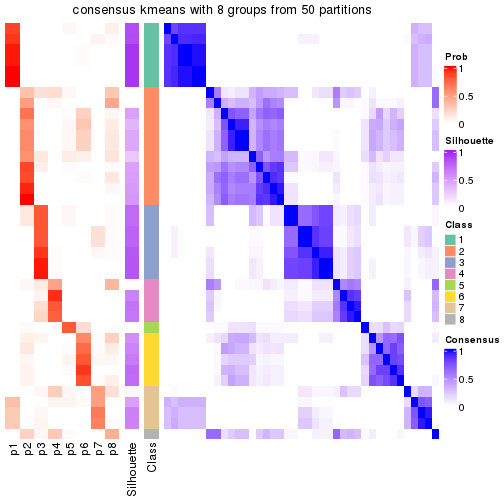 consensus kmeans with 8 groups from 50 partitions
Prob
1
0.5
0
Silhouette
1
0.5
0
Class
1
2
3
4
5
6
7
8
Consensus
1
0.5
0
p1
p2
p3
p4
p5
p6
p7
p8
Silhouette
Class